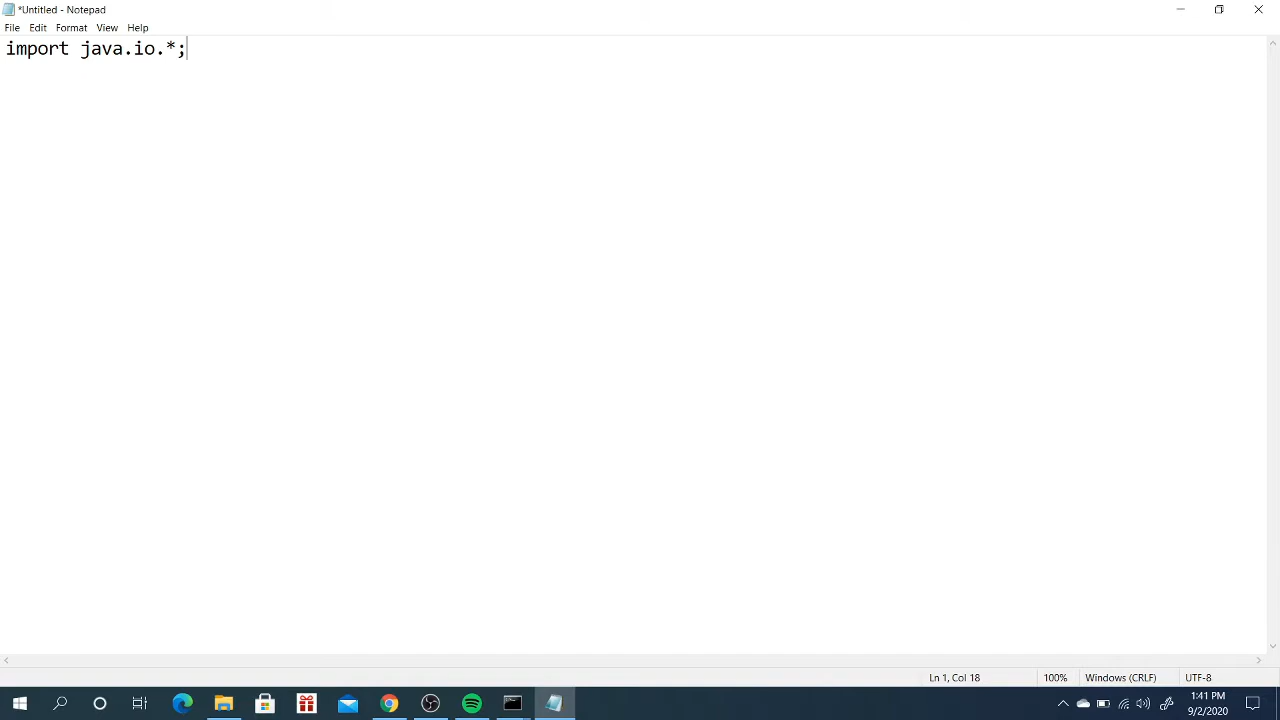 *Untitled - Notepad
File Edit Format View Help
import java.io.*;
Ln 1, Col 18 100% Windows (CRLF) UTF-8
1:41 PM
9/2/2020